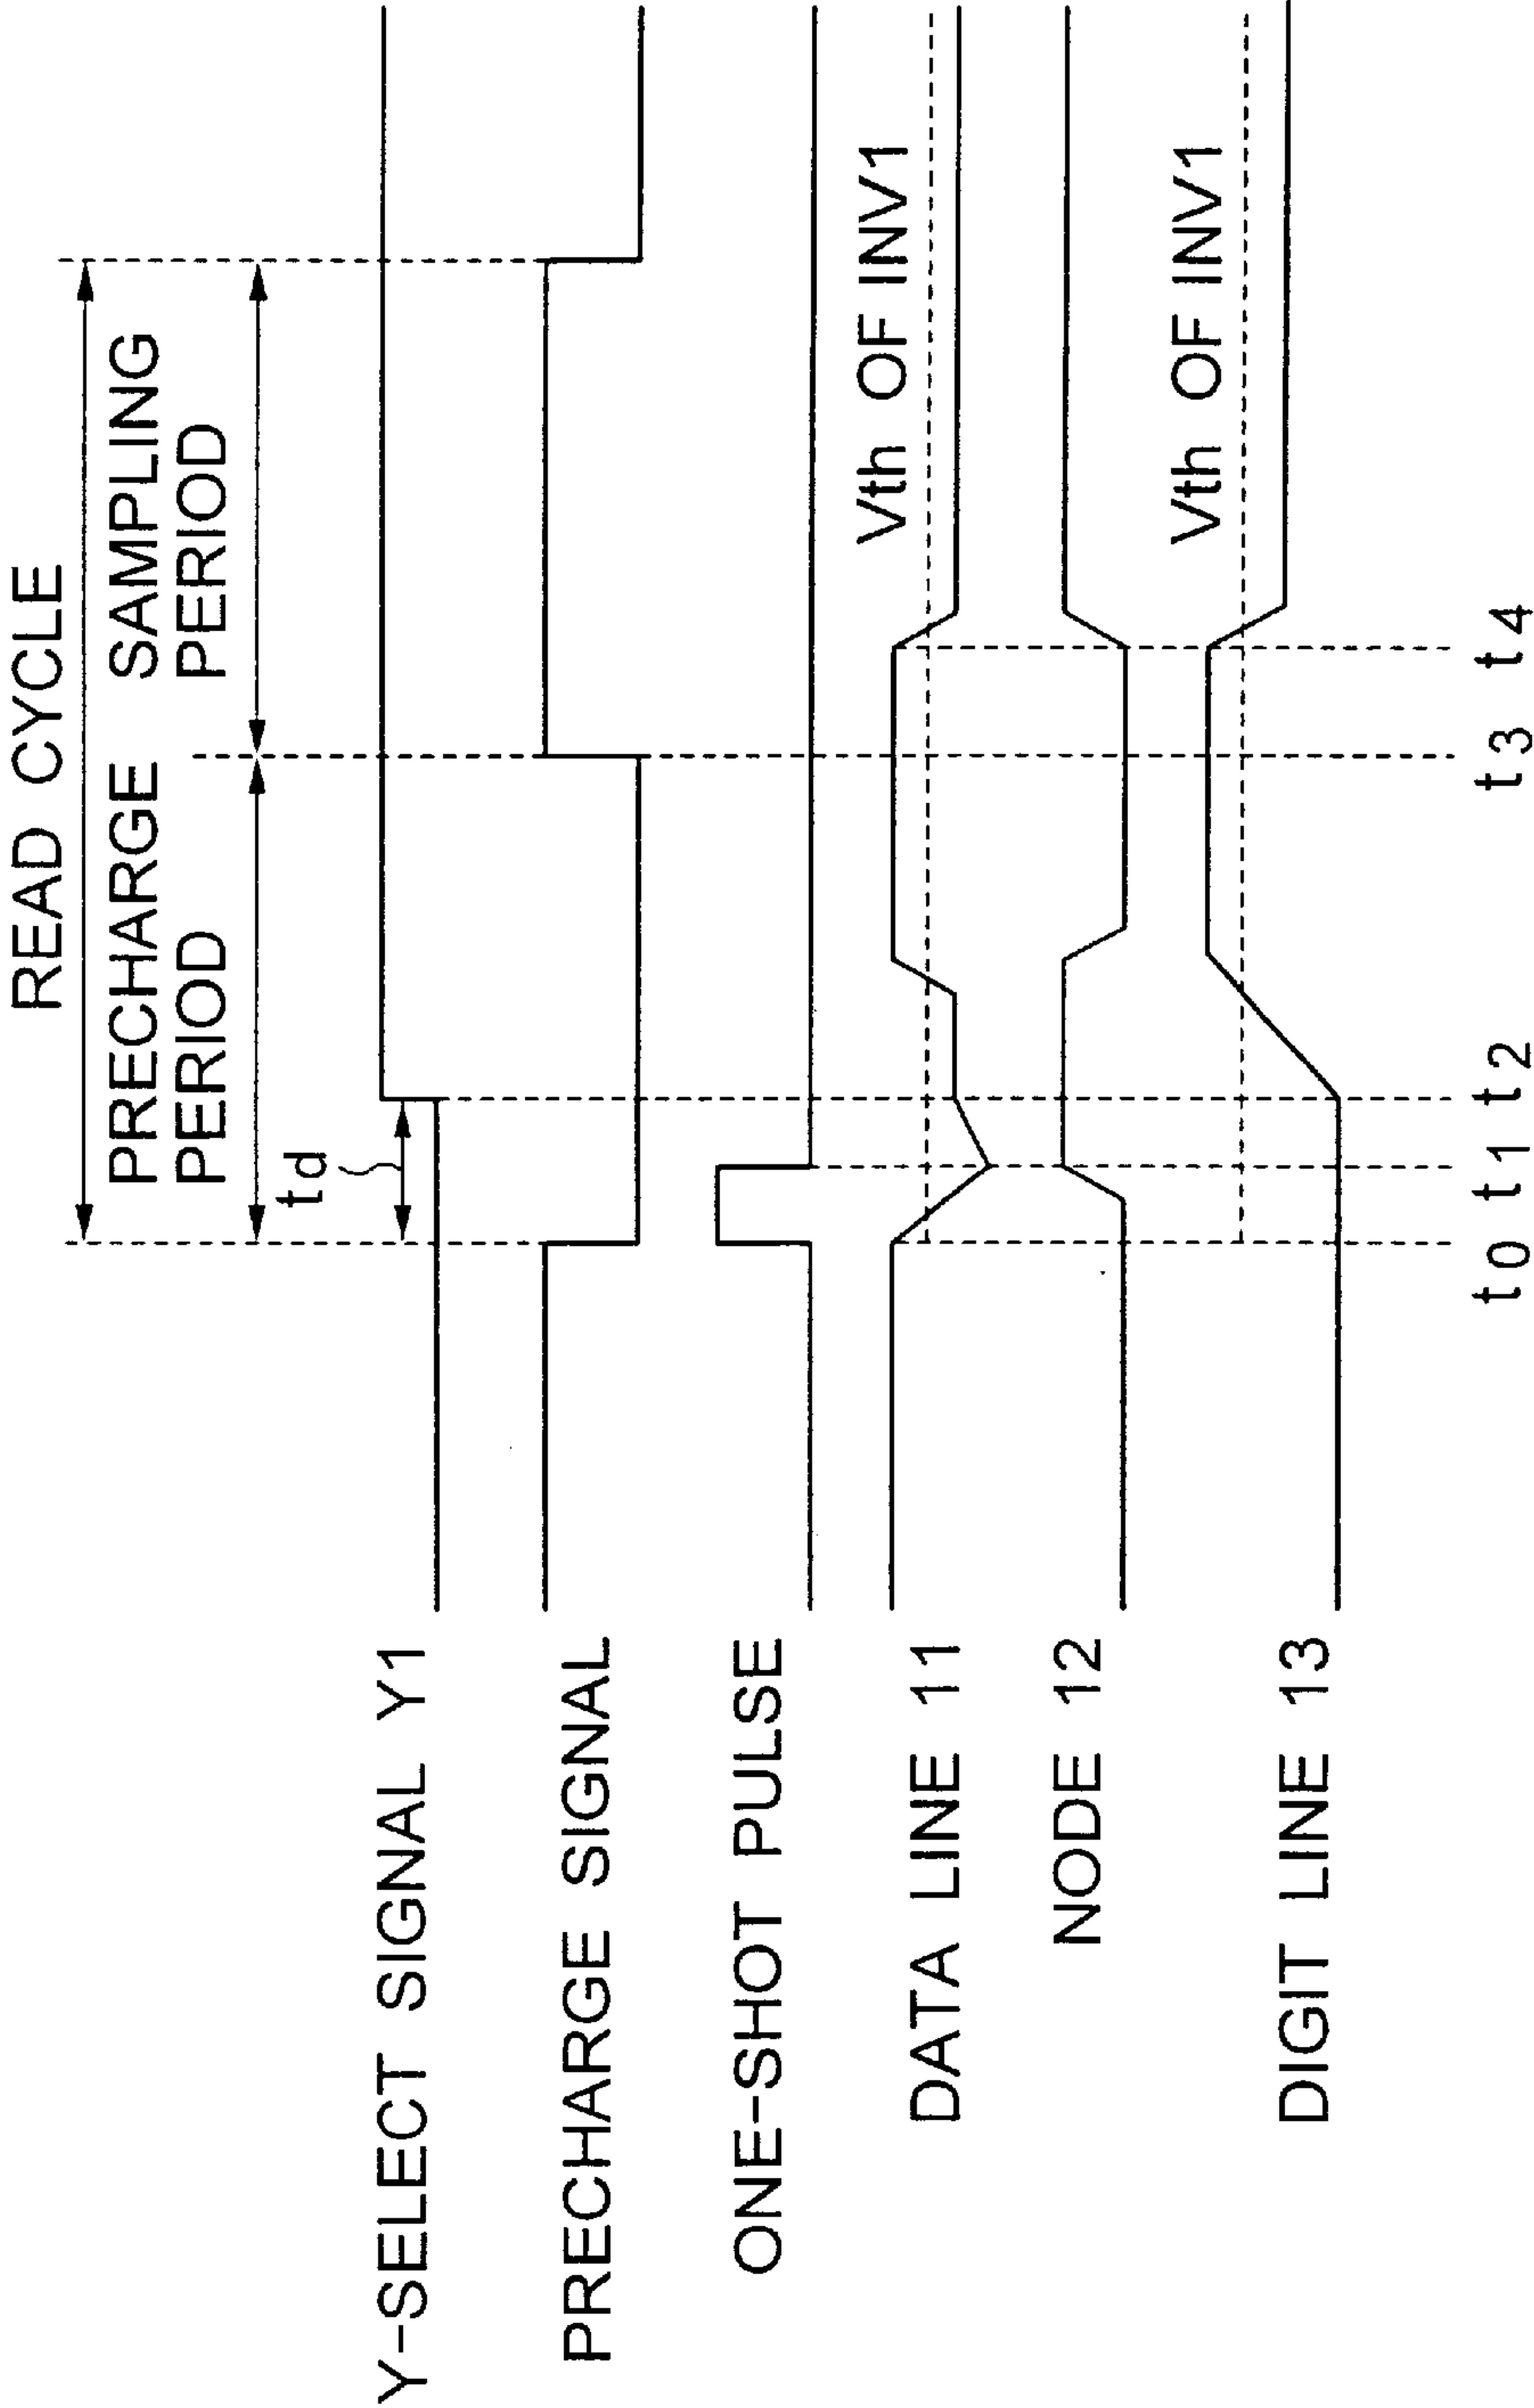 READ CYCLE
PRECHARGE PERIOD
SAMPLING PERIOD
td
Y-SELECT SIGNAL Y1
PRECHARGE SIGNAL
ONE-SHOT PULSE
DATA LINE 11
Vth OF INV1
NODE 12
DIGIT LINE 13
Vth OF INV1
t0 t1 t2 t3 t4